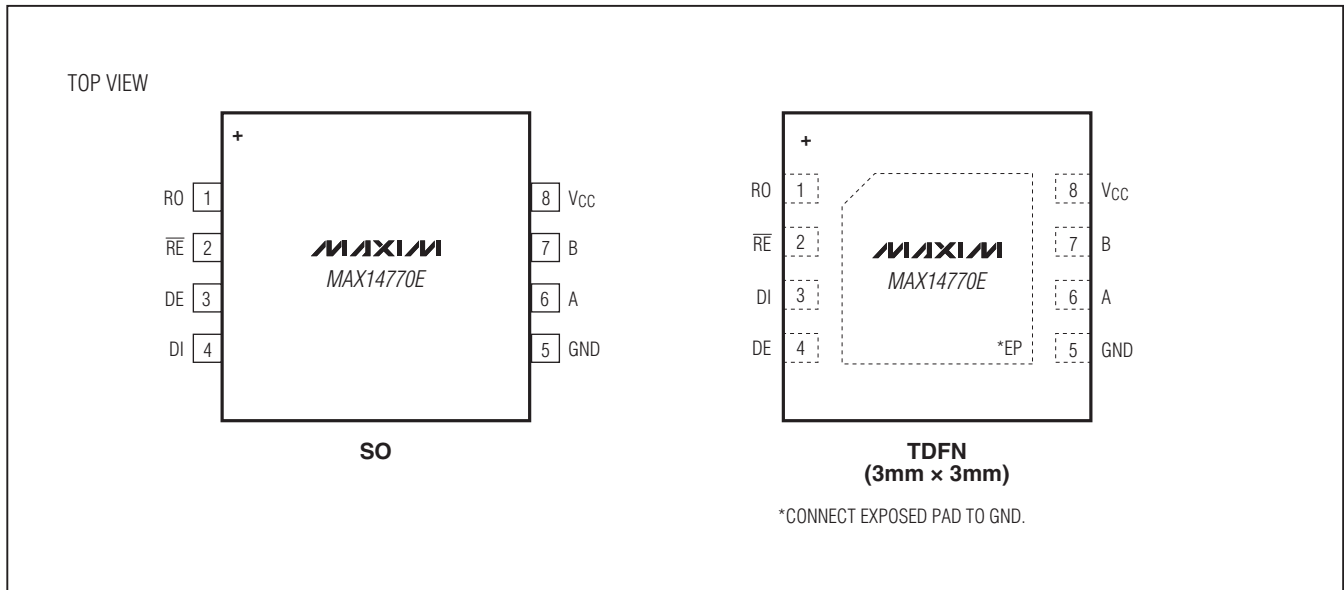 TOP VIEW
+
RO 1
8 VCC
R̅E̅ 2
7 B
DE 3
6 A
DI 4
5 GND
MAXIM
MAX14770E
SO
+
RO 1
8 VCC
R̅E̅ 2
7 B
DI 3
6 A
DE 4
5 GND
MAXIM
MAX14770E
*EP
TDFN
(3mm × 3mm)
*CONNECT EXPOSED PAD TO GND.